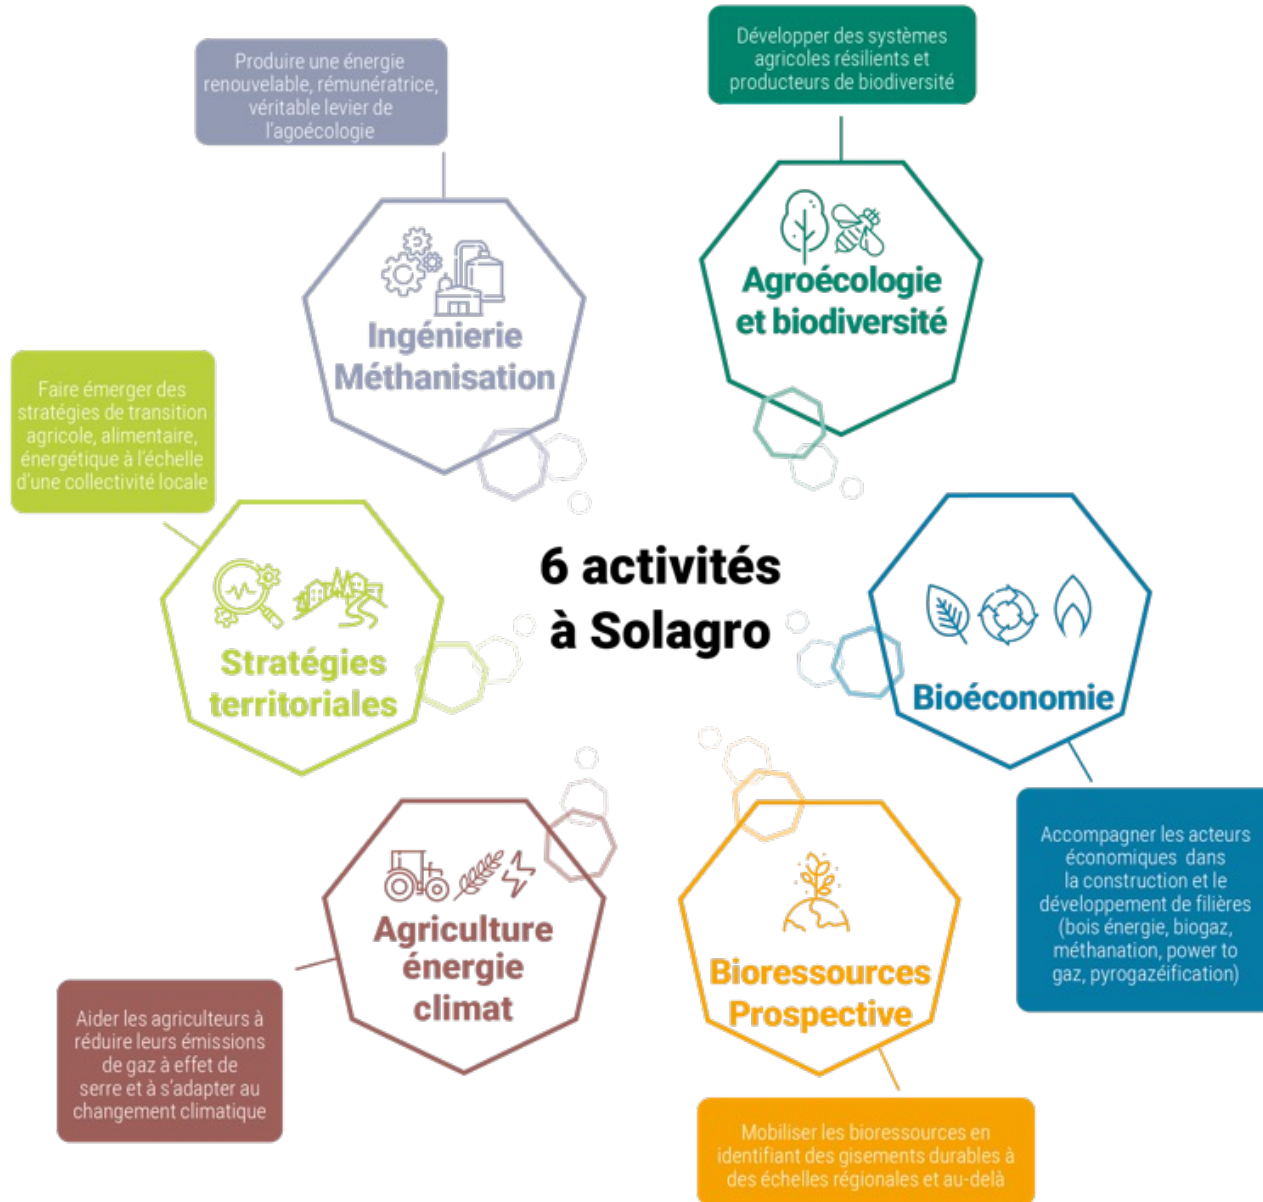 Produire une énergie
renouvelable, rémunératrice,
véritable levier de
l'agoécologie
Développer des systèmes
agricoles résilients et
producteurs de biodiversité
Ingénierie
Méthanisation
Agroécologie
et biodiversité
Faire émerger des
stratégies de transition
agricole, alimentaire,
énergétique à l'échelle
d'une collectivité locale
6 activités
à Solagro
Stratégies
territoriales
Bioéconomie
Accompagner les acteurs
économiques dans
la construction et le
développement de filières
(bois énergie, biogaz,
méthanation, power to
gaz, pyrogazéification)
Agriculture
énergie
climat
Bioressources
Prospective
Aider les agriculteurs à
réduire leurs émissions
de gaz à effet de
serre et à s'adapter au
changement climatique
Mobiliser les bioressources en
identifiant des gisements durables à
des échelles régionales et au-delà